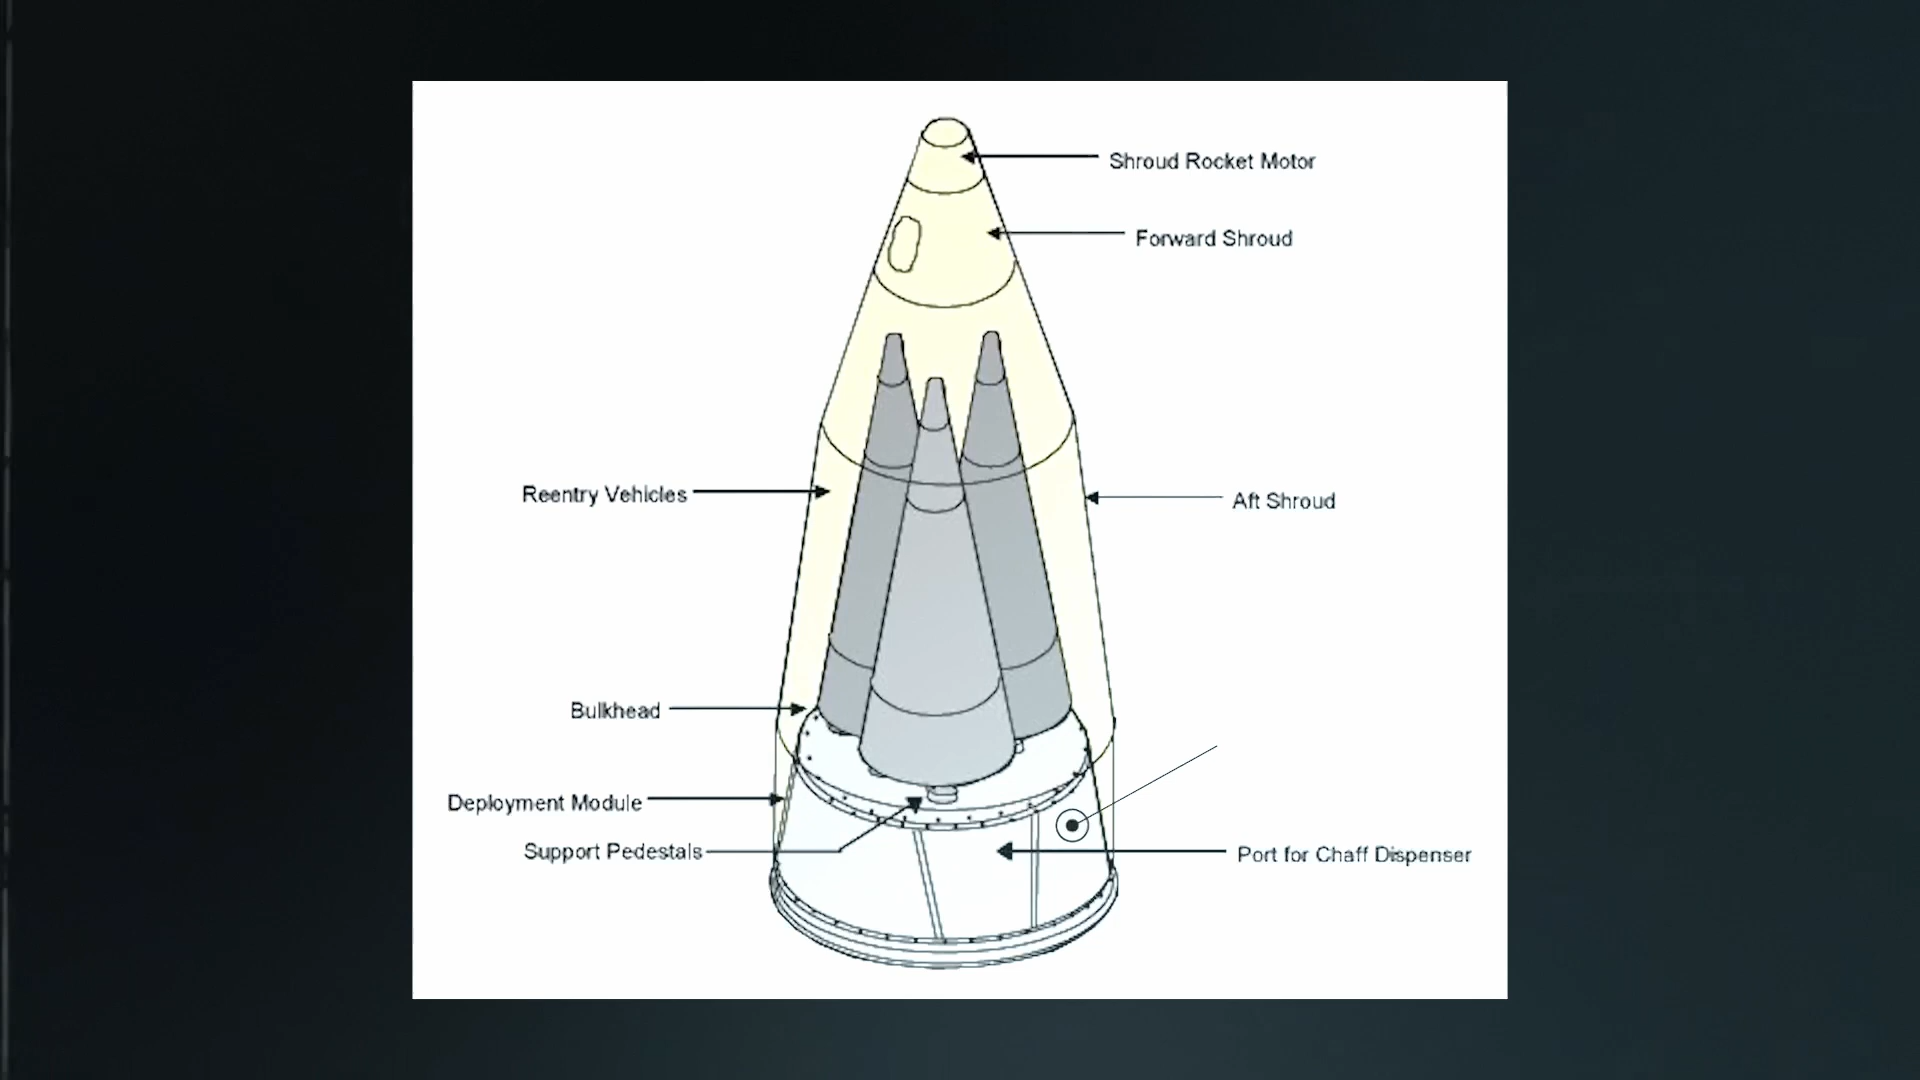 Shroud Rocket Motor
Forward Shroud
Reentry Vehicles
Aft Shroud
Bulkhead
Deployment Module
Support Pedestals
Port for Chaff Dispenser